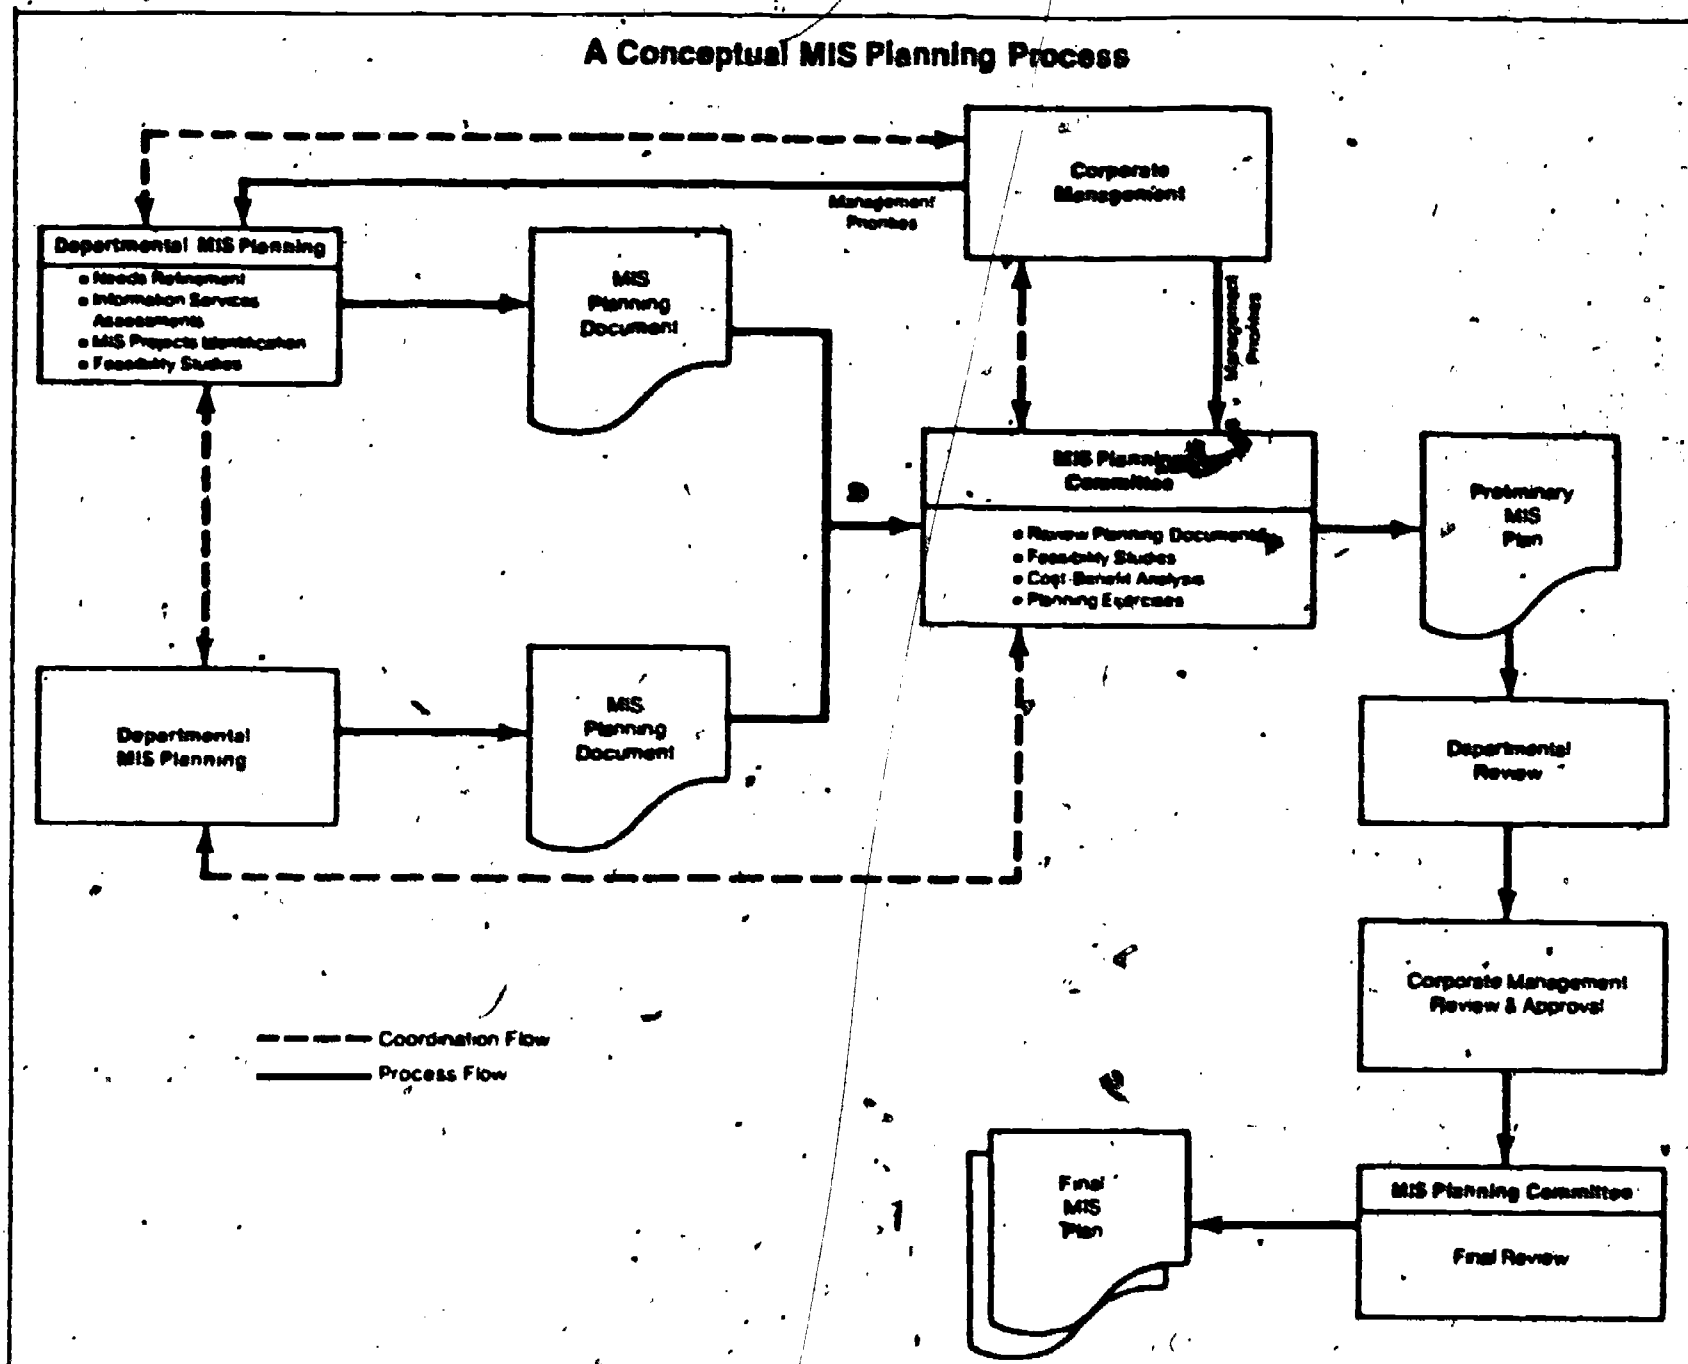 A Conceptual MIS Planning Process
Corporate
Management
Management
Priorities
Departmental MIS Planning
• Needs Refinement
• Information Services
Assessments
• MIS Projects Identification
• Feasibility Studies
MIS
Planning
Document
Management
Priorities
MIS Planning
Committee
• Review Planning Documents
• Feasibility Studies
• Cost-Benefit Analysis
• Planning Exercises
Preliminary
MIS
Plan
Departmental
MIS Planning
MIS
Planning
Document
Departmental
Review
Corporate Management
Review & Approval
Coordination Flow
Process Flow
Final
MIS
Plan
MIS Planning Committee
Final Review